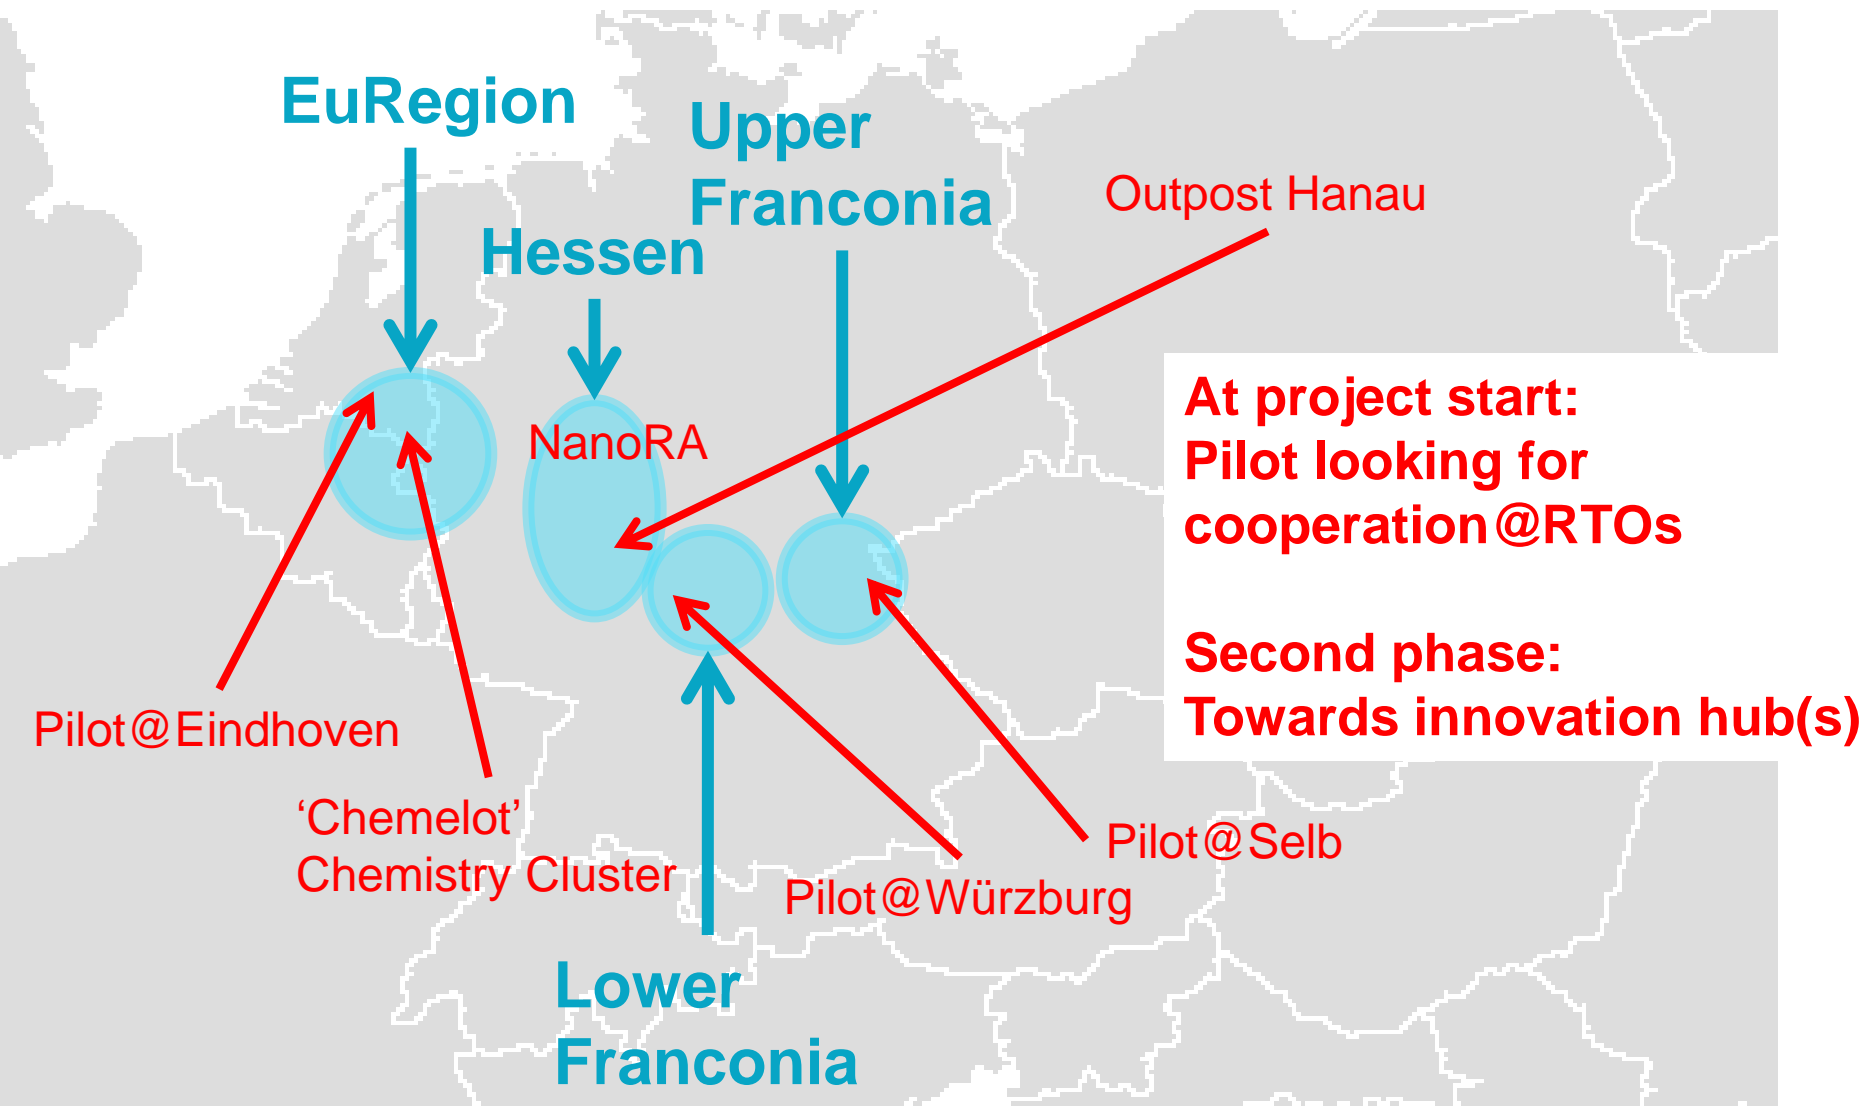 EuRegion
Upper
Franconia
Outpost Hanau
Hessen
NanoRA
At project start:
Pilot looking for
cooperation@RTOs
Second phase:
Towards innovation hub(s)
Pilot@Eindhoven
‘Chemelot’
Chemistry Cluster
Pilot@Selb
Pilot@Würzburg
Lower
Franconia